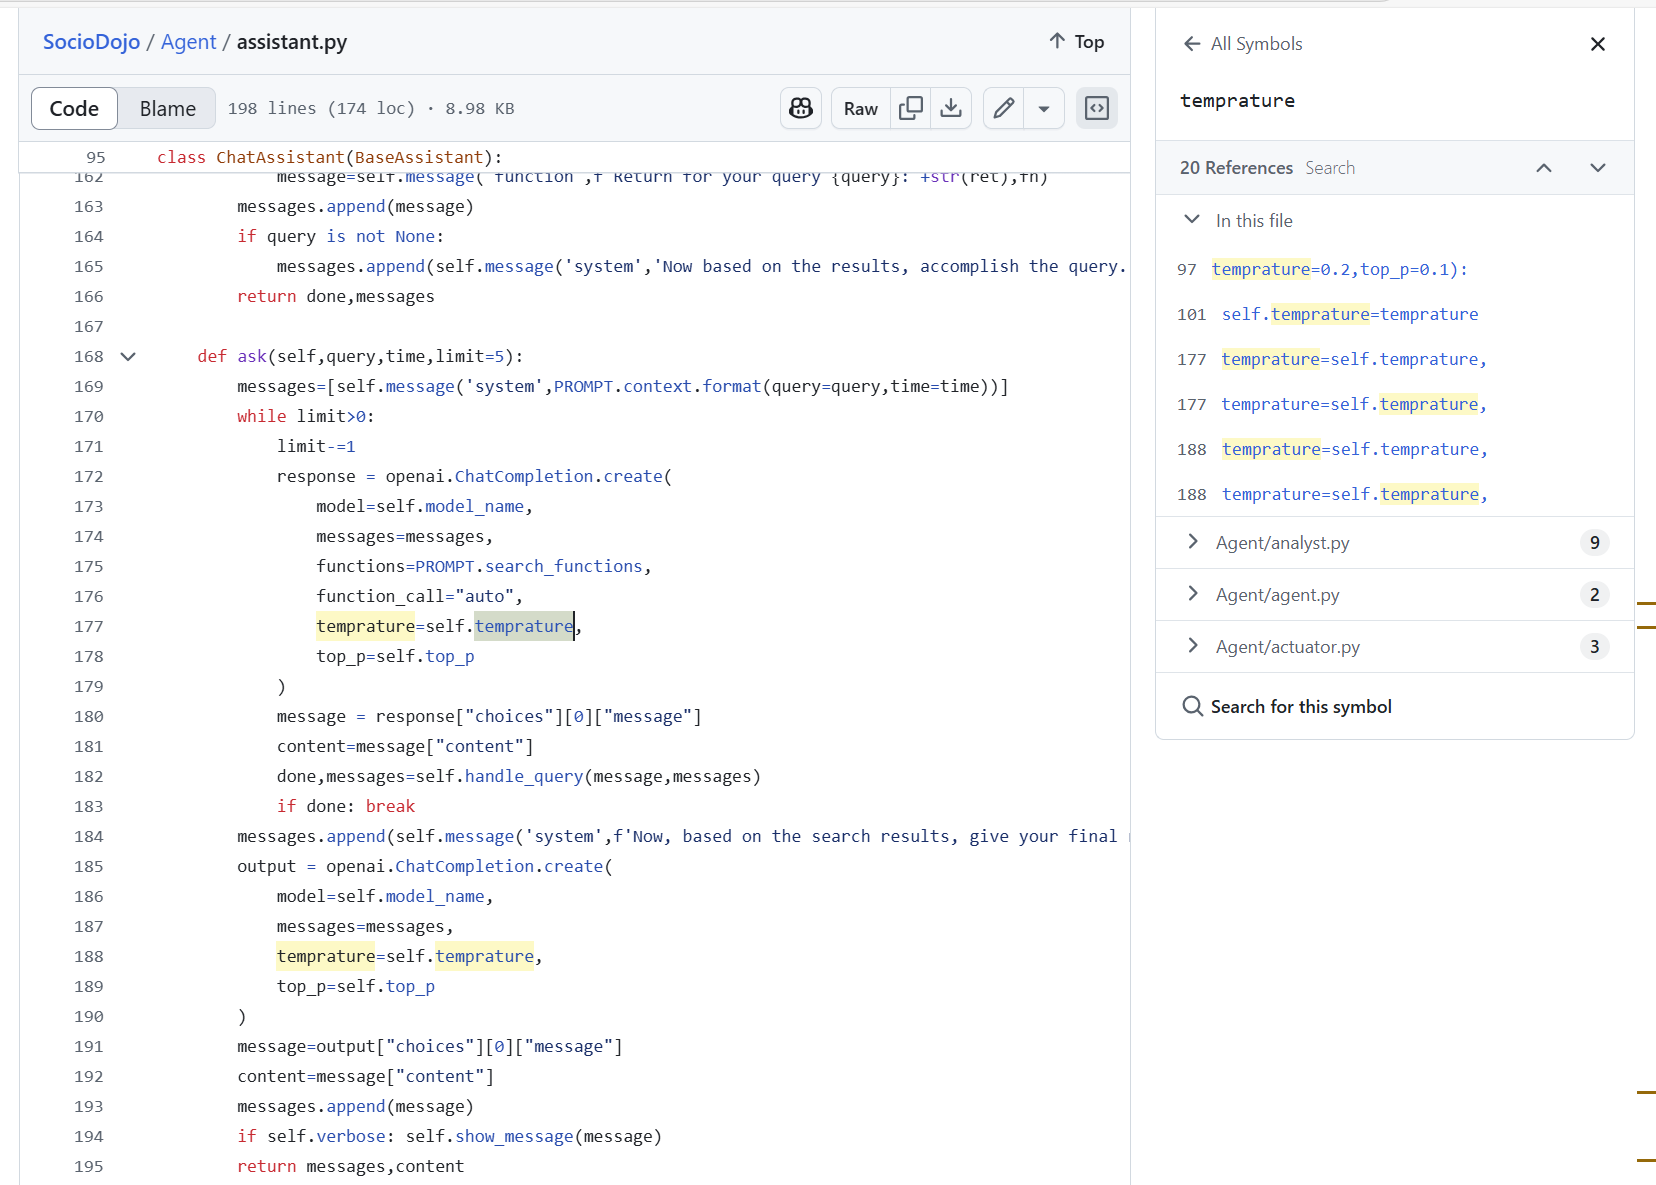 SocioDojo / Agent / assistant.py
Top
Code Blame 198 lines (174 loc) · 8.98 KB
Raw
95 class ChatAssistant(BaseAssistant):
162 message=self.message( function ,f Return for your query {query}: +str(ret),fn)
163 messages.append(message)
164 if query is not None:
165 messages.append(self.message('system','Now based on the results, accomplish the query.
166 return done,messages
167
168 def ask(self,query,time,limit=5):
169 messages=[self.message('system',PROMPT.context.format(query=query,time=time))]
170 while limit>0:
171 limit-=1
172 response = openai.ChatCompletion.create(
173 model=self.model_name,
174 messages=messages,
175 functions=PROMPT.search_functions,
176 function_call="auto",
177 temprature=self.temprature,
178 top_p=self.top_p
179 )
180 message = response["choices"][0]["message"]
181 content=message["content"]
182 done,messages=self.handle_query(message,messages)
183 if done: break
184 messages.append(self.message('system',f'Now, based on the search results, give your final
185 output = openai.ChatCompletion.create(
186 model=self.model_name,
187 messages=messages,
188 temprature=self.temprature,
189 top_p=self.top_p
190 )
191 message=output["choices"][0]["message"]
192 content=message["content"]
193 messages.append(message)
194 if self.verbose: self.show_message(message)
195 return messages,content
All Symbols
temprature
20 References Search
In this file
97 temprature=0.2,top_p=0.1):
101 self.temprature=temprature
177 temprature=self.temprature,
177 temprature=self.temprature,
188 temprature=self.temprature,
188 temprature=self.temprature,
Agent/analyst.py 9
Agent/agent.py 2
Agent/actuator.py 3
Search for this symbol